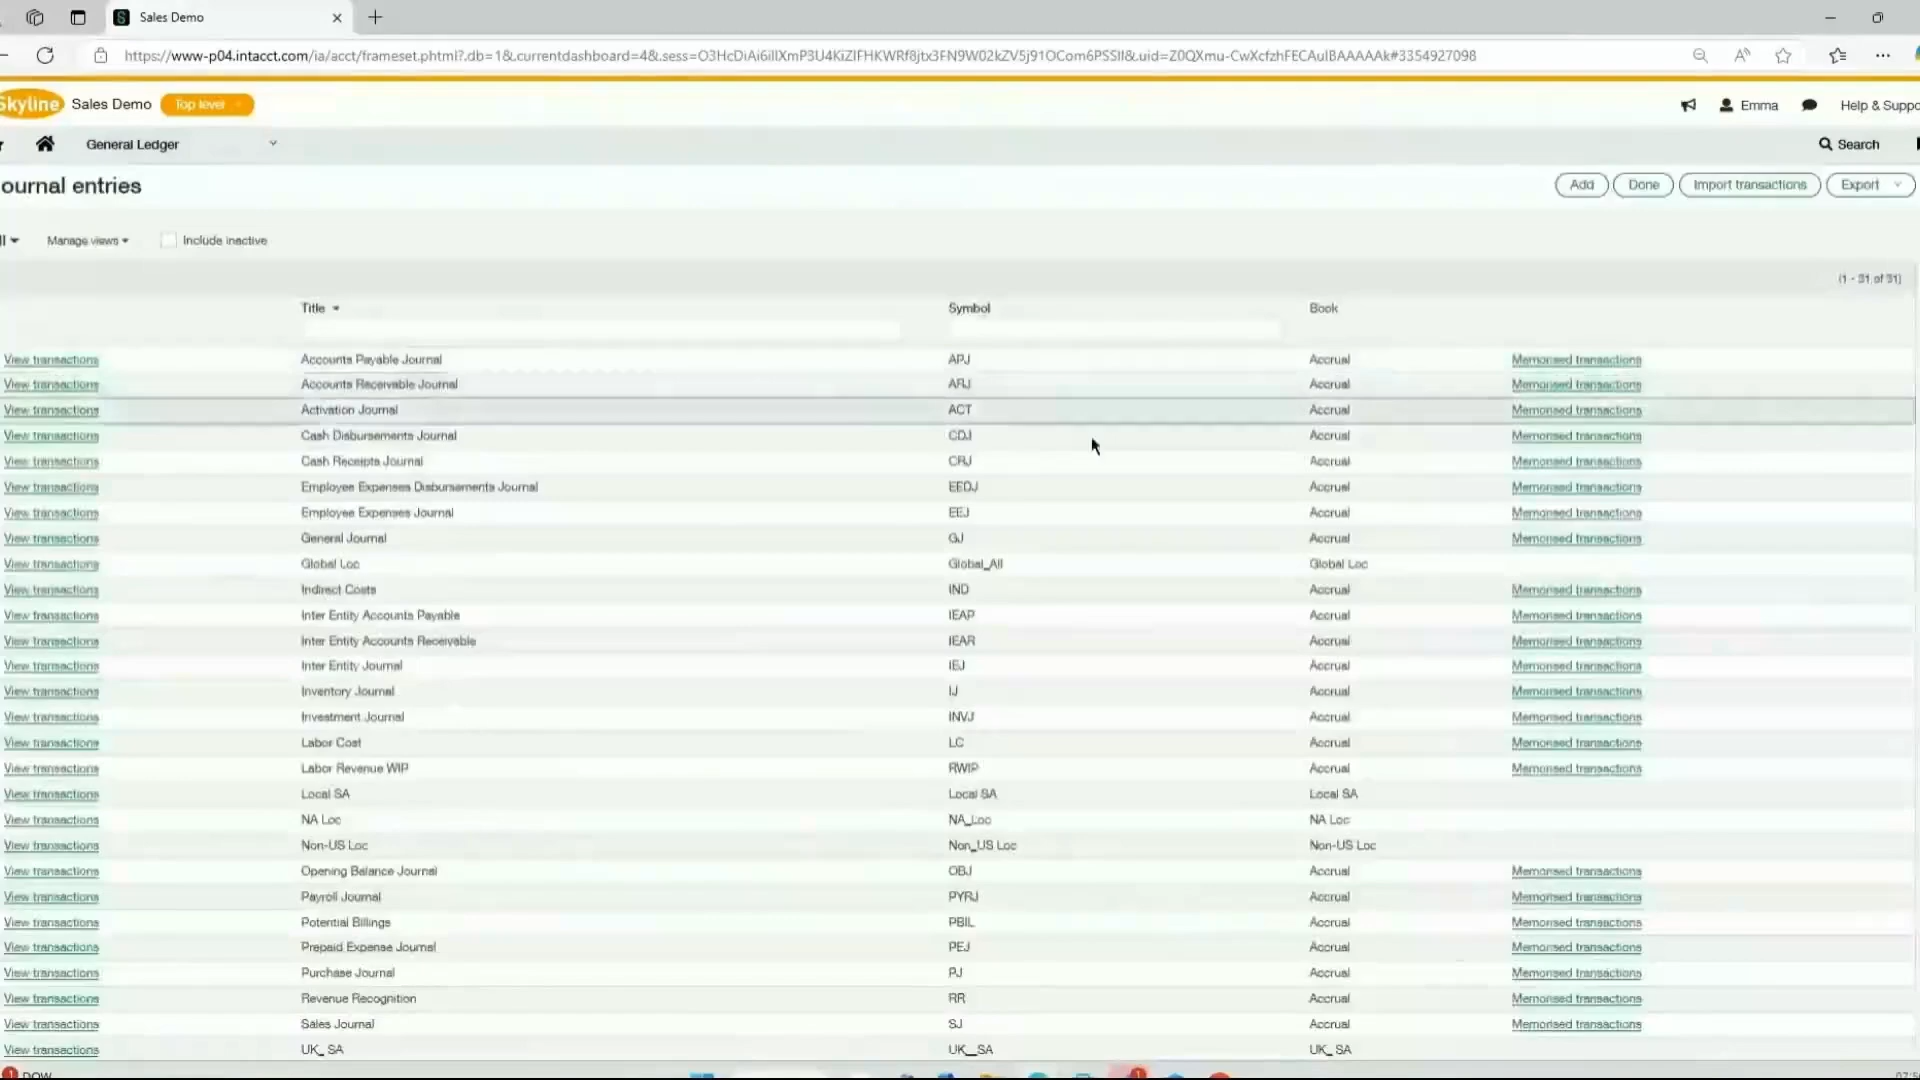 Sales Demo
https://www-p04.intacct.com/ia/acct/frameset.phtml?.db=1&.currentdashboard=4&.sess=O3HcDiAi6illXmP3U4KiZIFHKWRf8jtx3FN9W02kZV5j91OCom6PSSlI&.uid=Z0QXmu-CwXcfzhFECAuIBAAAAAk#3354927098
Skyline Sales Demo Top level Emma Help & Suppo
General Ledger Search
ournal entries Add Done Import transactions Export
ll Manage views Include inactive
(1 - 31 of 31)
Title Symbol Book
View transactions Accounts Payable Journal APJ Accrual Memorised transactions
View transactions Accounts Receivable Journal ARJ Accrual Memorised transactions
View transactions Activation Journal ACT Accrual Memorised transactions
View transactions Cash Disbursements Journal CDJ Accrual Memorised transactions
View transactions Cash Receipts Journal CRJ Accrual Memorised transactions
View transactions Employee Expenses Disbursements Journal EEDJ Accrual Memorised transactions
View transactions Employee Expenses Journal EEJ Accrual Memorised transactions
View transactions General Journal GJ Accrual Memorised transactions
View transactions Global Loc Global_All Global Loc
View transactions Indirect Costs IND Accrual Memorised transactions
View transactions Inter Entity Accounts Payable IEAP Accrual Memorised transactions
View transactions Inter Entity Accounts Receivable IEAR Accrual Memorised transactions
View transactions Inter Entity Journal IEJ Accrual Memorised transactions
View transactions Inventory Journal IJ Accrual Memorised transactions
View transactions Investment Journal INVJ Accrual Memorised transactions
View transactions Labor Cost LC Accrual Memorised transactions
View transactions Labor Revenue WIP RWIP Accrual Memorised transactions
View transactions Local SA Local SA Local SA
View transactions NA Loc NA_Loc NA Loc
View transactions Non-US Loc Non_US Loc Non-US Loc
View transactions Opening Balance Journal OBJ Accrual Memorised transactions
View transactions Payroll Journal PYRJ Accrual Memorised transactions
View transactions Potential Billings PBIL Accrual Memorised transactions
View transactions Prepaid Expense Journal PEJ Accrual Memorised transactions
View transactions Purchase Journal PJ Accrual Memorised transactions
View transactions Revenue Recognition RR Accrual Memorised transactions
View transactions Sales Journal SJ Accrual Memorised transactions
View transactions UK_ SA UK__SA UK_ SA
1 DOW 1